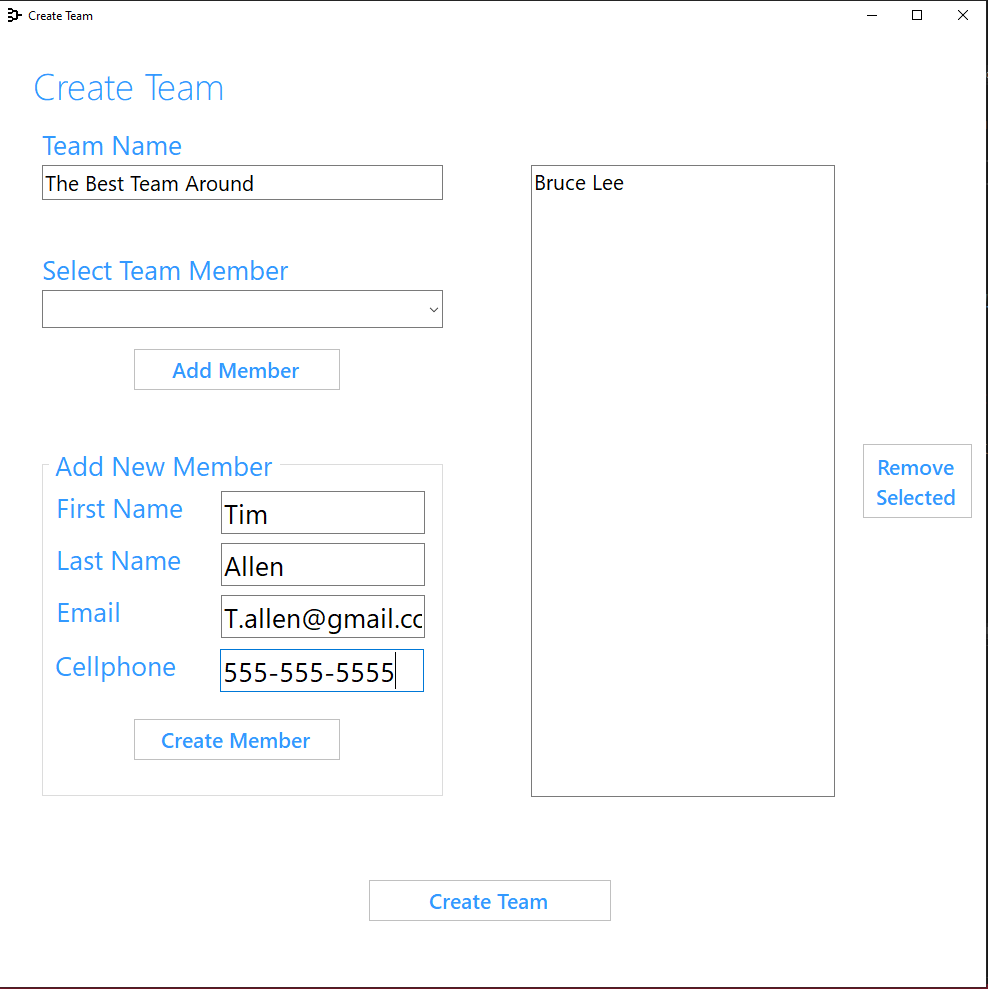 Create Team
Create Team
Team Name
The Best Team Around
Bruce Lee
Select Team Member
Add Member
Add New Member
First Name
Tim
Last Name
Allen
Email
T.allen@gmail.cc
Cellphone
555-555-5555
Create Member
Remove
Selected
Create Team